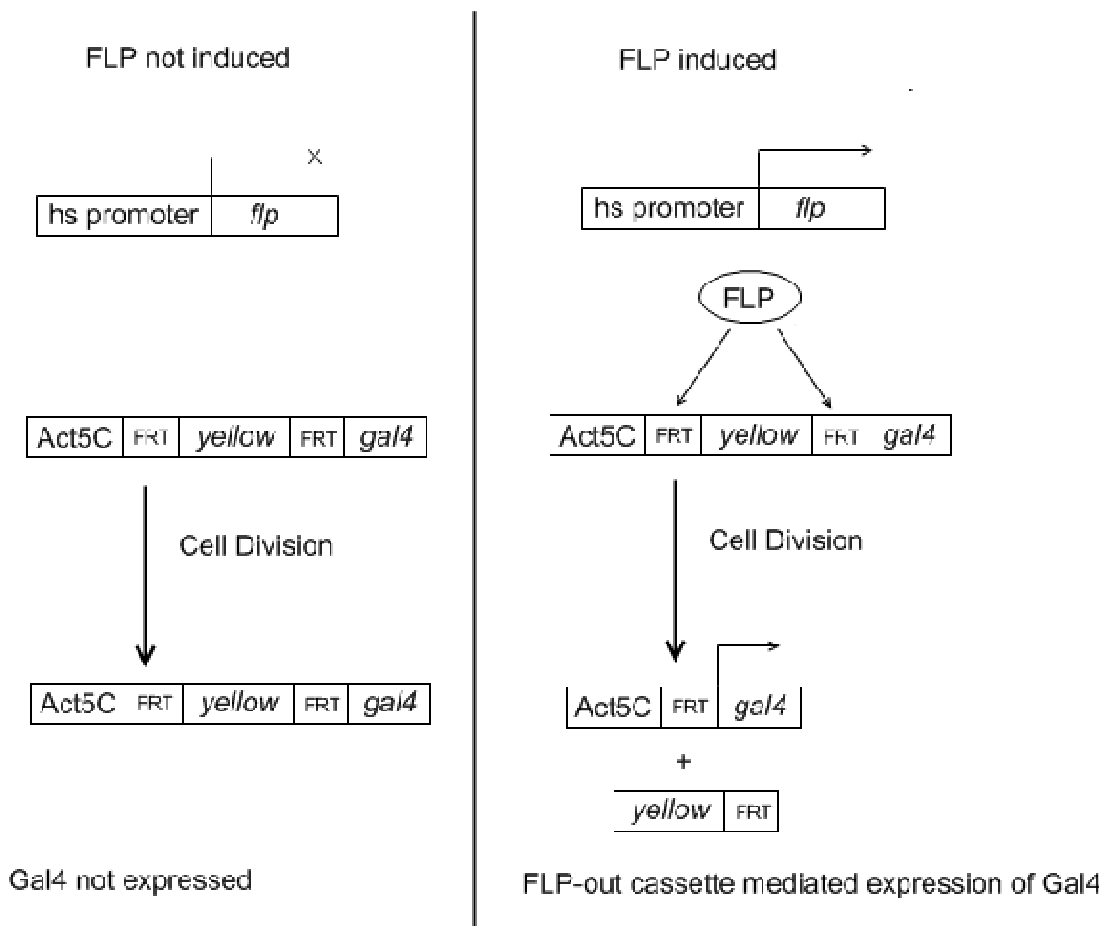 FLP not induced
x
hs promoter flp
Act5C FRT yellow FRT gal4
Cell Division
Act5C FRT yellow FRT gal4
Gal4 not expressed
FLP induced
hs promoter flp
FLP
Act5C FRT yellow FRT gal4
Cell Division
Act5C FRT gal4
+
yellow FRT
FLP-out cassette mediated expression of Gal4